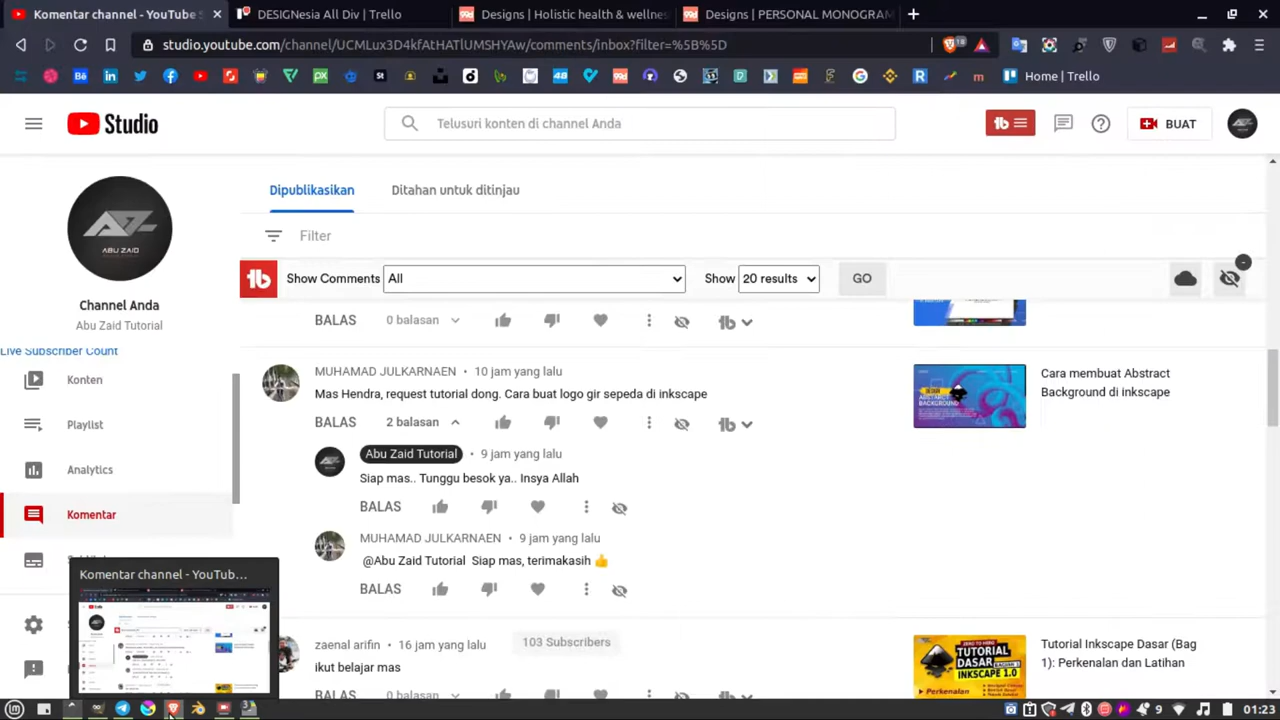 Komentar channel - YouTube S
DESIGNesia All Div | Trello
Designs | Holistic health & wellnes
Designs | PERSONAL MONOGRAM
studio.youtube.com/channel/UCMLux3D4kfAtHATlUMSHYAw/comments/inbox?filter=%5B%5D
18
Home | Trello
Studio
Telusuri konten di channel Anda
BUAT
Dipublikasikan
Ditahan untuk ditinjau
ABU ZAID
Filter
Show Comments All
Show 20 results
GO
Channel Anda
Abu Zaid Tutorial
Live Subscriber Count
BALAS 0 balasan
Konten
MUHAMAD JULKARNAEN • 10 jam yang lalu
Mas Hendra, request tutorial dong. Cara buat logo gir sepeda di inkscape
BALAS 2 balasan
Cara membuat Abstract
Background di inkscape
Playlist
Abu Zaid Tutorial • 9 jam yang lalu
Siap mas.. Tunggu besok ya.. Insya Allah
BALAS
Analytics
Komentar
MUHAMAD JULKARNAEN • 9 jam yang lalu
@Abu Zaid Tutorial Siap mas, terimakasih 👍
BALAS
Komentar channel - YouTub...
zaenal arifin
jam yang lalu
103 Subscribers
ikut belajar mas
BALAS 0 balasan
TUTORIAL
DASAR
INKSCAPE 1.0
Perkenalan
Tutorial Inkscape Dasar (Bag
1): Perkenalan dan Latihan
01:23